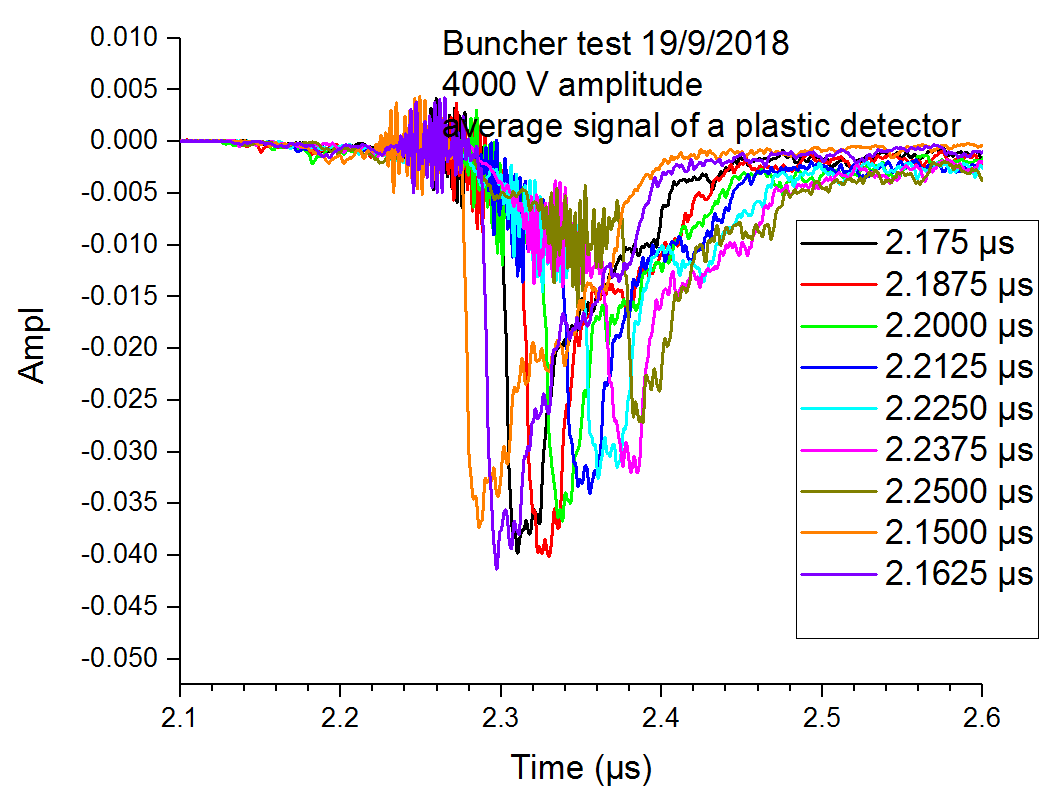 Buncher test 19/9/2018
4000 V amplitude
average signal of a plastic detector
0.010
0.005
0.000
-0.005
-0.010
-0.015
-0.020
-0.025
-0.030
-0.035
-0.040
-0.045
-0.050
Ampl
2.175 µs
2.1875 µs
2.2000 µs
2.2125 µs
2.2250 µs
2.2375 µs
2.2500 µs
2.1500 µs
2.1625 µs
2.1 2.2 2.3 2.4 2.5 2.6
Time (µs)